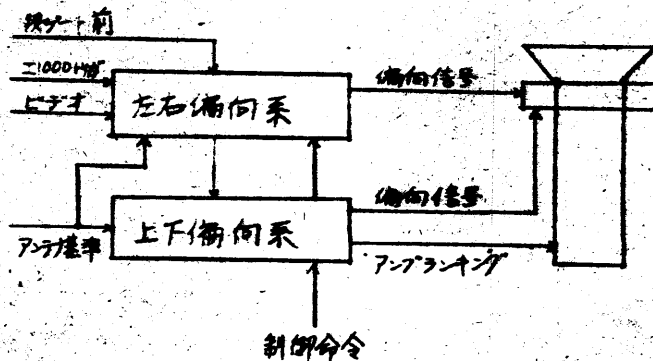 前
ビデオ
左右偏向系
偏向信号
アンテナ基準
上下偏向系
偏向信号
アンブランキング
制御命令